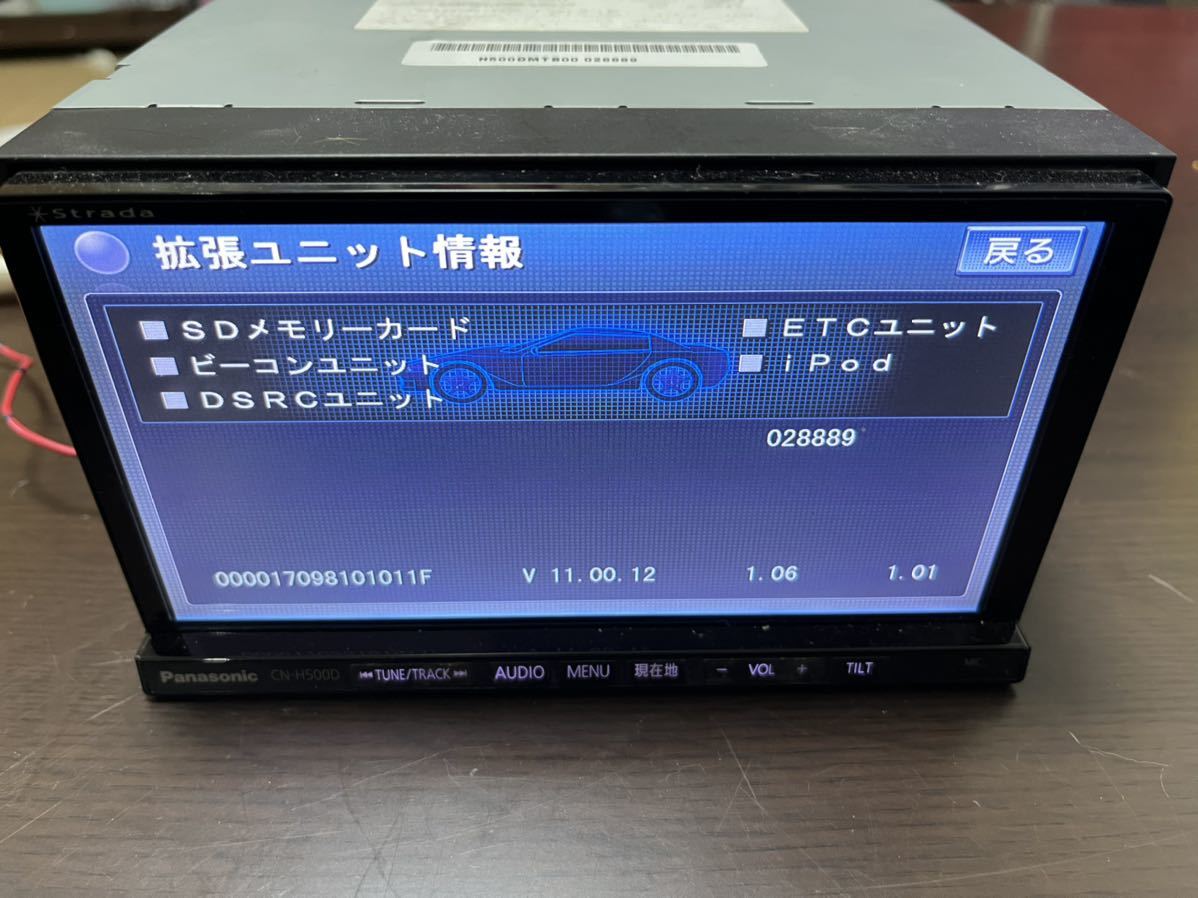 H500DMT800 028889
Strada
拡張ユニット情報
戻る
SDメモリーカード
ETCユニット
ビーコンユニット
iPod
DSRCユニット
028889
000017098101011F V 11.00.12 1.06 1.01
Panasonic CN-H500D TUNE/TRACK AUDIO MENU 現在地 − VOL + TILT MIC